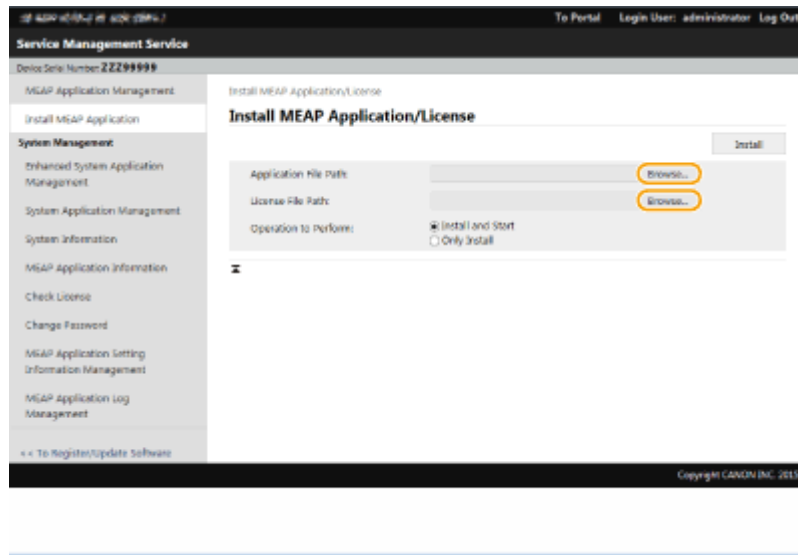 To Portal Login User: administrator Log Out
Service Management Service
Device Serial Number: ZZZ99999
MEAP Application Management
Install MEAP Application
System Management
Enhanced System Application
Management
System Application Management
System Information
MEAP Application Information
Check License
Change Password
MEAP Application Setting
Information Management
MEAP Application Log
Management
<< To Register/Update Software
Install MEAP Application/License
Install MEAP Application/License
Install
Application File Path:
Browse...
License File Path:
Browse...
Operation to Perform:
Install and Start
Only Install
Copyright CANON INC. 2015